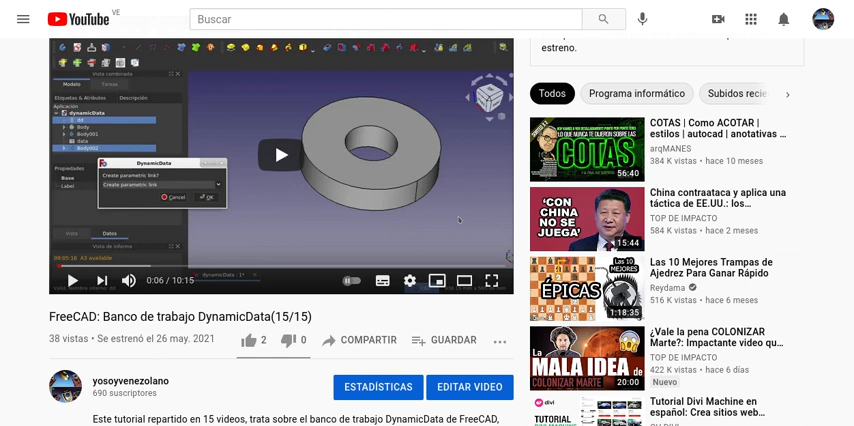 YouTube
VE
Buscar
Vista combinada
Modelo
Tareas
Etiquetas & Atributos
Descripción
Aplicación
dynamicData
dd
Body
Body001
data
Body002
Propiedades
Base
Label
DynamicData
Create parametric link?
Create parametric link
Cancel
OK
Vista
Datos
Vista de informe
09:05:16 A3 available
dynamicData : 1*
0:06 / 10:15
FreeCAD: Banco de trabajo DynamicData(15/15)
38 vistas • Se estrenó el 26 may. 2021
2
0
COMPARTIR
GUARDAR
yosoyvenezolano
690 suscriptores
ESTADÍSTICAS
EDITAR VIDEO
Este tutorial repartido en 15 videos, trata sobre el banco de trabajo DynamicData de FreeCAD,
estreno.
Todos
Programa informático
Subidos recie
COTAS
56:40
COTAS | Como ACOTAR |
estilos | autocad | anotativas ...
arqMANES
384 K vistas • hace 10 meses
"CON
CHINA
NO SE
JUEGA"
15:44
China contraataca y aplica una
táctica de EE.UU.: los...
TOP DE IMPACTO
584 K vistas • hace 2 meses
LAS 10
MEJORES
ÉPICAS
1:18:35
Las 10 Mejores Trampas de
Ajedrez Para Ganar Rápido
Reydama
516 K vistas • hace 6 meses
La
MALA IDEA de
COLONIZAR MARTE
20:00
¿Vale la pena COLONIZAR
Marte?: Impactante video qu...
TOP DE IMPACTO
422 K vistas • hace 6 días
Nuevo
divi
TUTORIAL
Tutorial Divi Machine en
español: Crea sitios web...